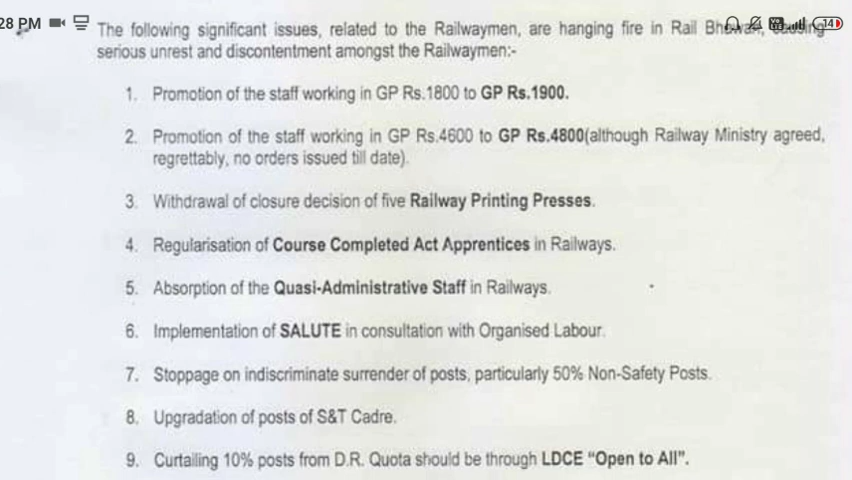 28 PM 14
The following significant issues, related to the Railwaymen, are hanging fire in Rail Bhawan, causing
serious unrest and discontentment amongst the Railwaymen:-
1. Promotion of the staff working in GP Rs.1800 to GP Rs.1900.
2. Promotion of the staff working in GP Rs.4600 to GP Rs.4800(although Railway Ministry agreed,
regrettably, no orders issued till date).
3. Withdrawal of closure decision of five Railway Printing Presses.
4. Regularisation of Course Completed Act Apprentices in Railways.
5. Absorption of the Quasi-Administrative Staff in Railways.
6. Implementation of SALUTE in consultation with Organised Labour.
7. Stoppage on indiscriminate surrender of posts, particularly 50% Non-Safety Posts.
8. Upgradation of posts of S&T Cadre.
9. Curtailing 10% posts from D.R. Quota should be through LDCE “Open to All”.